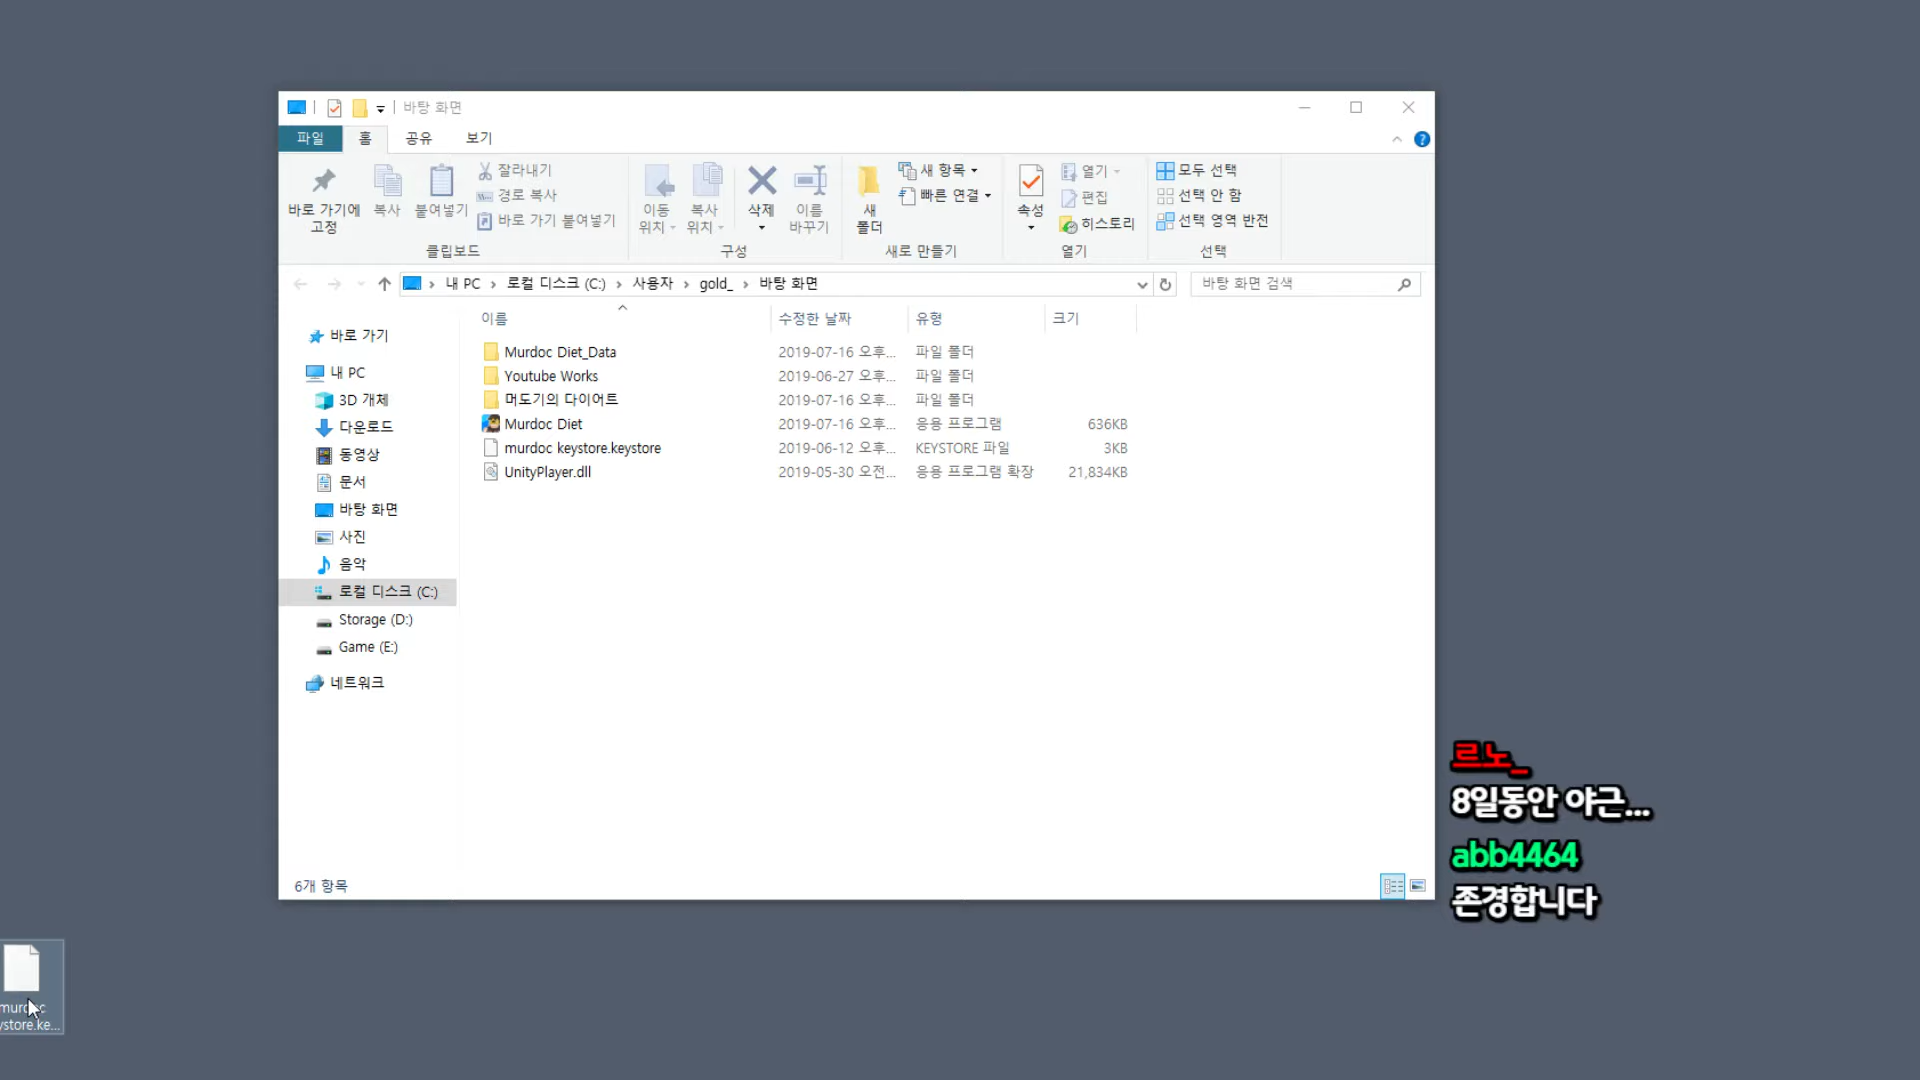 바탕 화면
파일 홈 공유 보기
바로 가기에 고정
복사
붙여넣기
잘라내기
경로 복사
바로 가기 붙여넣기
클립보드
이동 위치
복사 위치
삭제
이름 바꾸기
구성
새 폴더
새 항목
빠른 연결
새로 만들기
속성
열기
편집
히스토리
열기
모두 선택
선택 안 함
선택 영역 반전
선택
내 PC › 로컬 디스크 (C:) › 사용자 › gold_ › 바탕 화면
바탕 화면 검색
바로 가기
내 PC
3D 개체
다운로드
동영상
문서
바탕 화면
사진
음악
로컬 디스크 (C:)
Storage (D:)
Game (E:)
네트워크
이름 수정한 날짜 유형 크기
Murdoc Diet_Data 2019-07-16 오후... 파일 폴더
Youtube Works 2019-06-27 오후... 파일 폴더
머도기의 다이어트 2019-07-16 오후... 파일 폴더
Murdoc Diet 2019-07-16 오후... 응용 프로그램 636KB
murdoc keystore.keystore 2019-06-12 오후... KEYSTORE 파일 3KB
UnityPlayer.dll 2019-05-30 오전... 응용 프로그램 확장 21,834KB
6개 항목
르노_
8일동안 야근...
abb4464
존경합니다
ystore.ke...